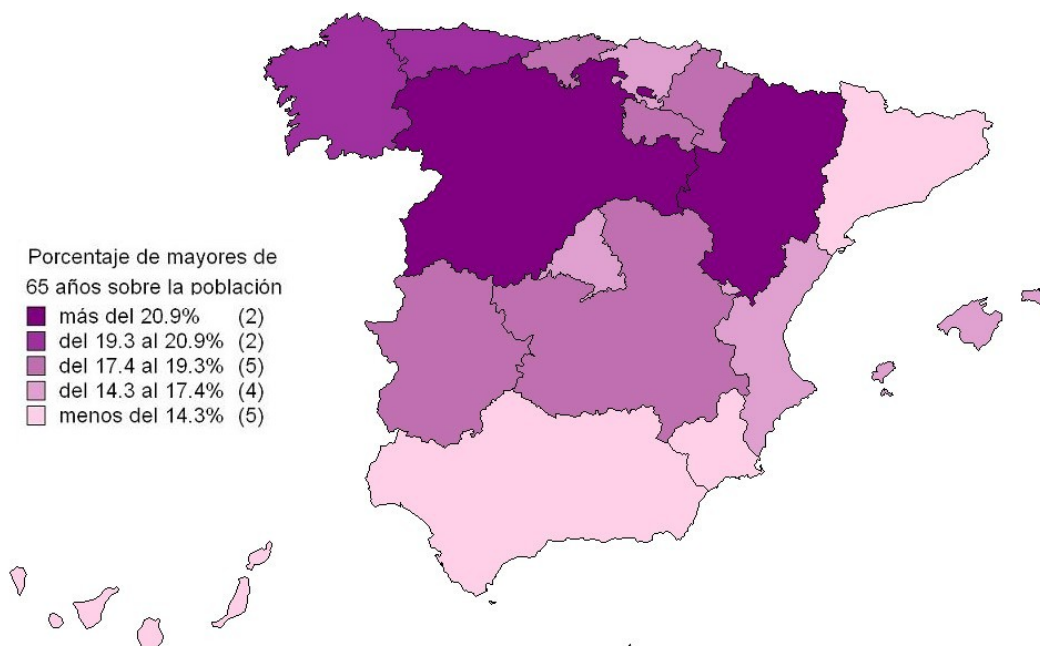 Porcentaje de mayores de
65 años sobre la población
más del 20.9% (2)
del 19.3 al 20.9% (2)
del 17.4 al 19.3% (5)
del 14.3 al 17.4% (4)
menos del 14.3% (5)